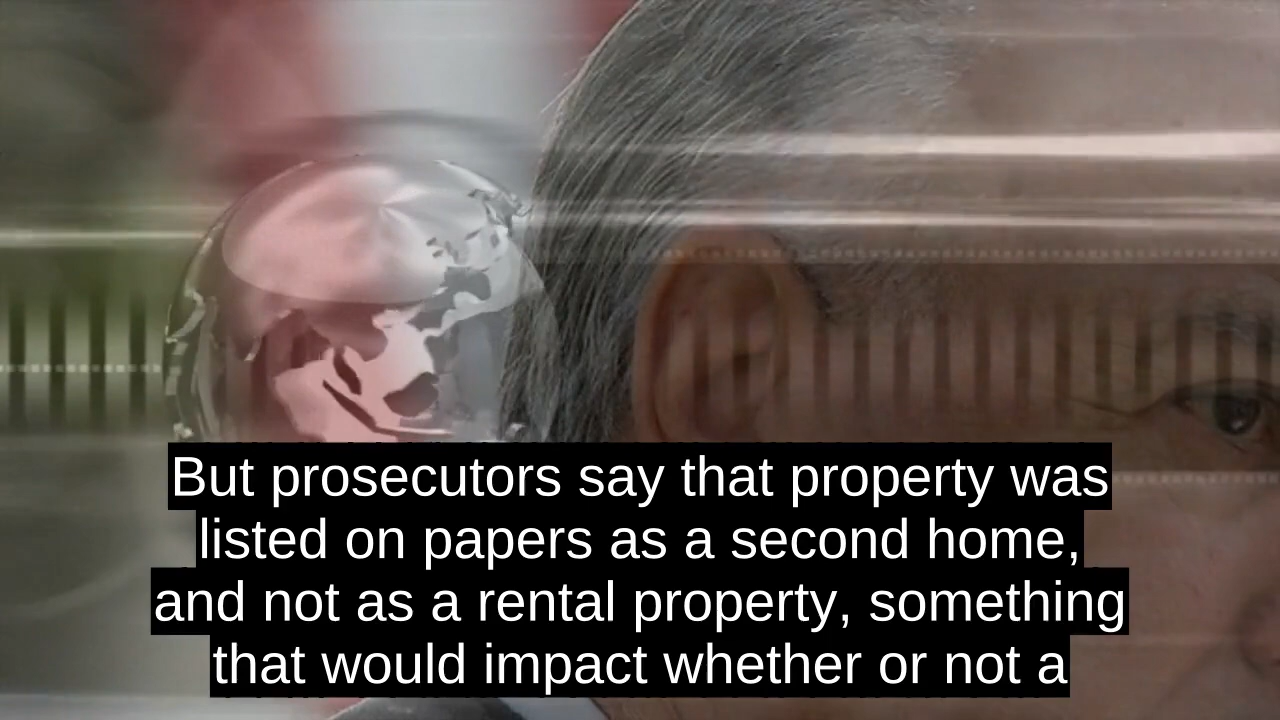 But prosecutors say that property was
listed on papers as a second home,
and not as a rental property, something
that would impact whether or not a